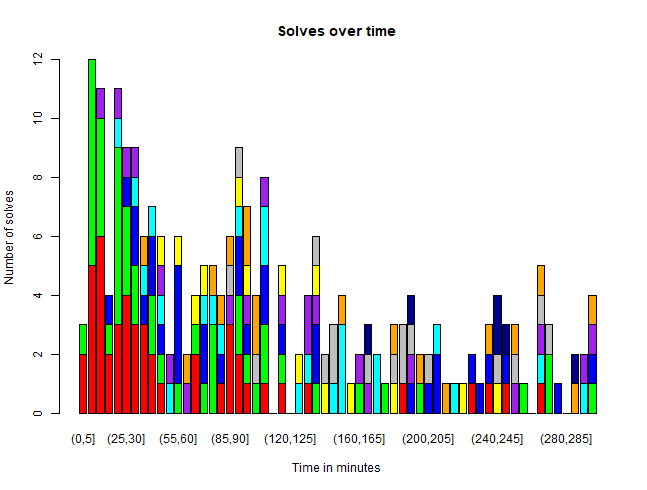 Solves over time
Number of solves
12
10
8
6
4
2
0
(0,5] (25,30] (55,60] (85,90] (120,125] (160,165] (200,205] (240,245] (280,285]
Time in minutes